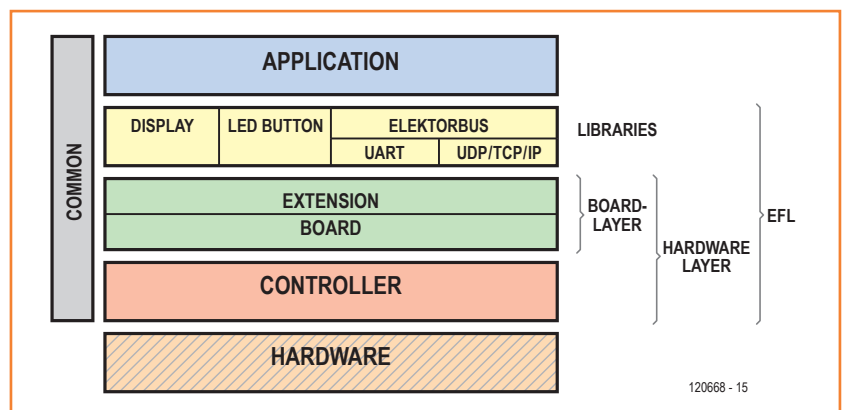 COMMON
APPLICATION
DISPLAY
LED BUTTON
ELEKTORBUS
UART
UDP/TCP/IP
LIBRARIES
EXTENSION
BOARD
BOARD-
LAYER
HARDWARE
LAYER
EFL
CONTROLLER
HARDWARE
120668 - 15